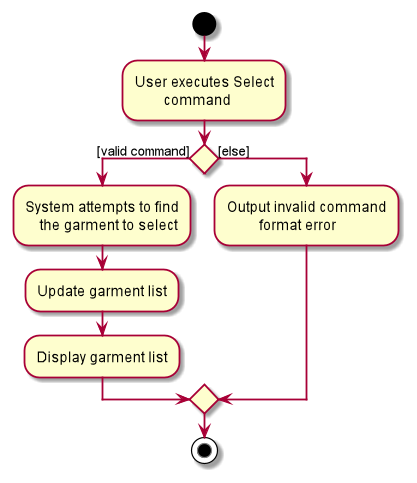 User executes Select
command
[valid command]
[else]
System attempts to find
the garment to select
Output invalid command
format error
Update garment list
Display garment list